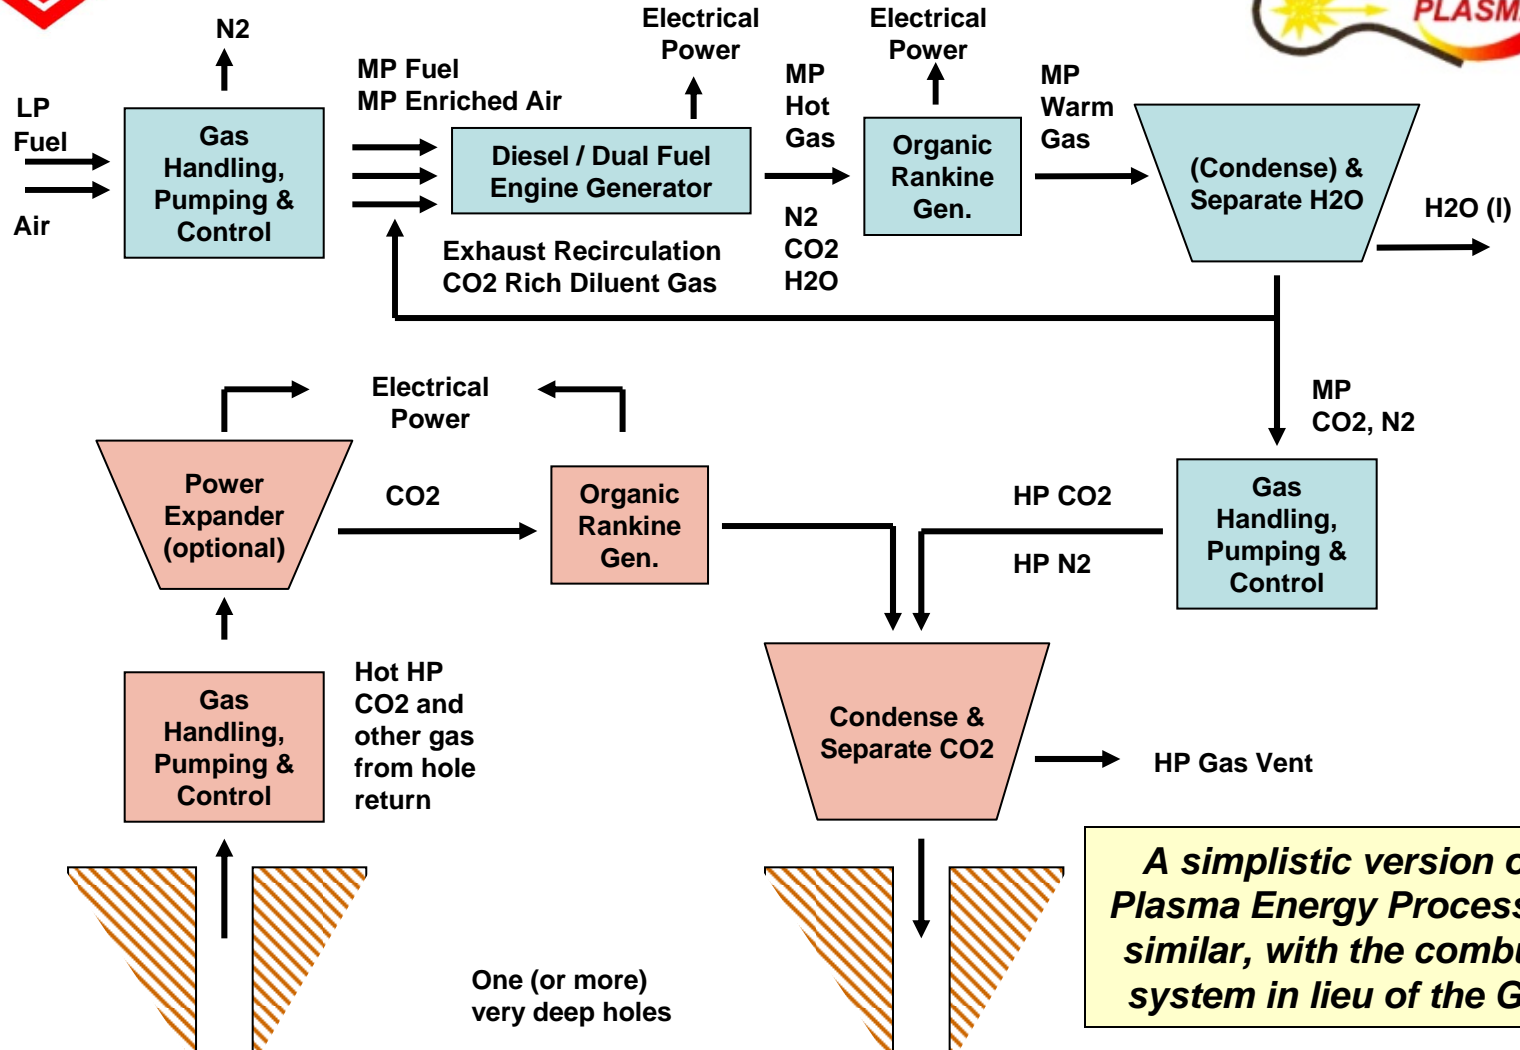 N2
Electrical
Power
Electrical
Power
LP
Fuel
Air
Gas
Handling,
Pumping &
Control
MP Fuel
MP Enriched Air
Diesel / Dual Fuel
Engine Generator
MP
Hot
Gas
N2
CO2
H2O
Organic
Rankine
Gen.
MP
Warm
Gas
(Condense) &
Separate H2O
H2O (l)
Exhaust Recirculation
CO2 Rich Diluent Gas
MP
CO2, N2
Electrical
Power
Power
Expander
(optional)
CO2
Organic
Rankine
Gen.
HP CO2
HP N2
Gas
Handling,
Pumping &
Control
Gas
Handling,
Pumping &
Control
Hot HP
CO2 and
other gas
from hole
return
Condense &
Separate CO2
HP Gas Vent
One (or more)
very deep holes
A simplistic version
Plasma Energy
similar, with the
system in lieu of the